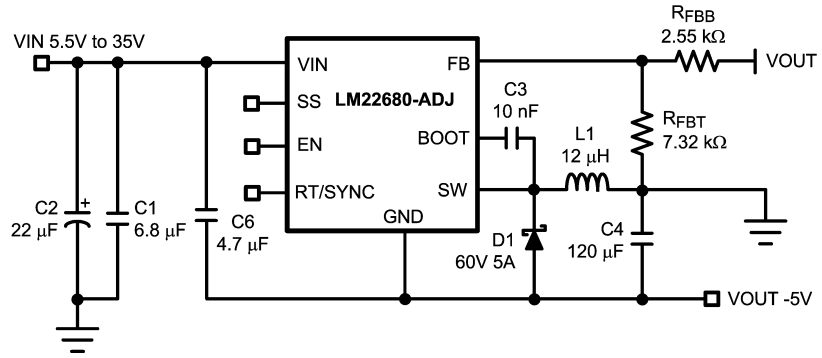 VIN 5.5V to 35V
VIN
FB
RFBB
2.55 kΩ
VOUT
SS
LM22680-ADJ
C3
10 nF
RFBT
7.32 kΩ
EN
BOOT
L1
12 μH
RT/SYNC
SW
GND
C2
22 μF
+
C1
6.8 μF
C6
4.7 μF
D1
60V 5A
C4
120 μF
VOUT -5V